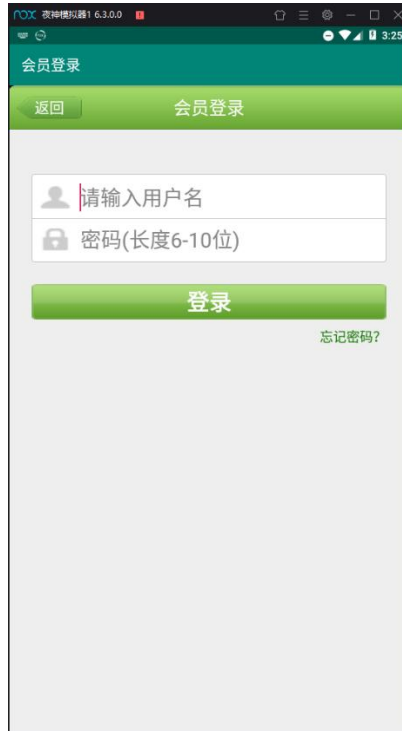 nox 夜神模拟器1 6.3.0.0
3:25
会员登录
返回 会员登录
请输入用户名
密码(长度6-10位)
登录
忘记密码?